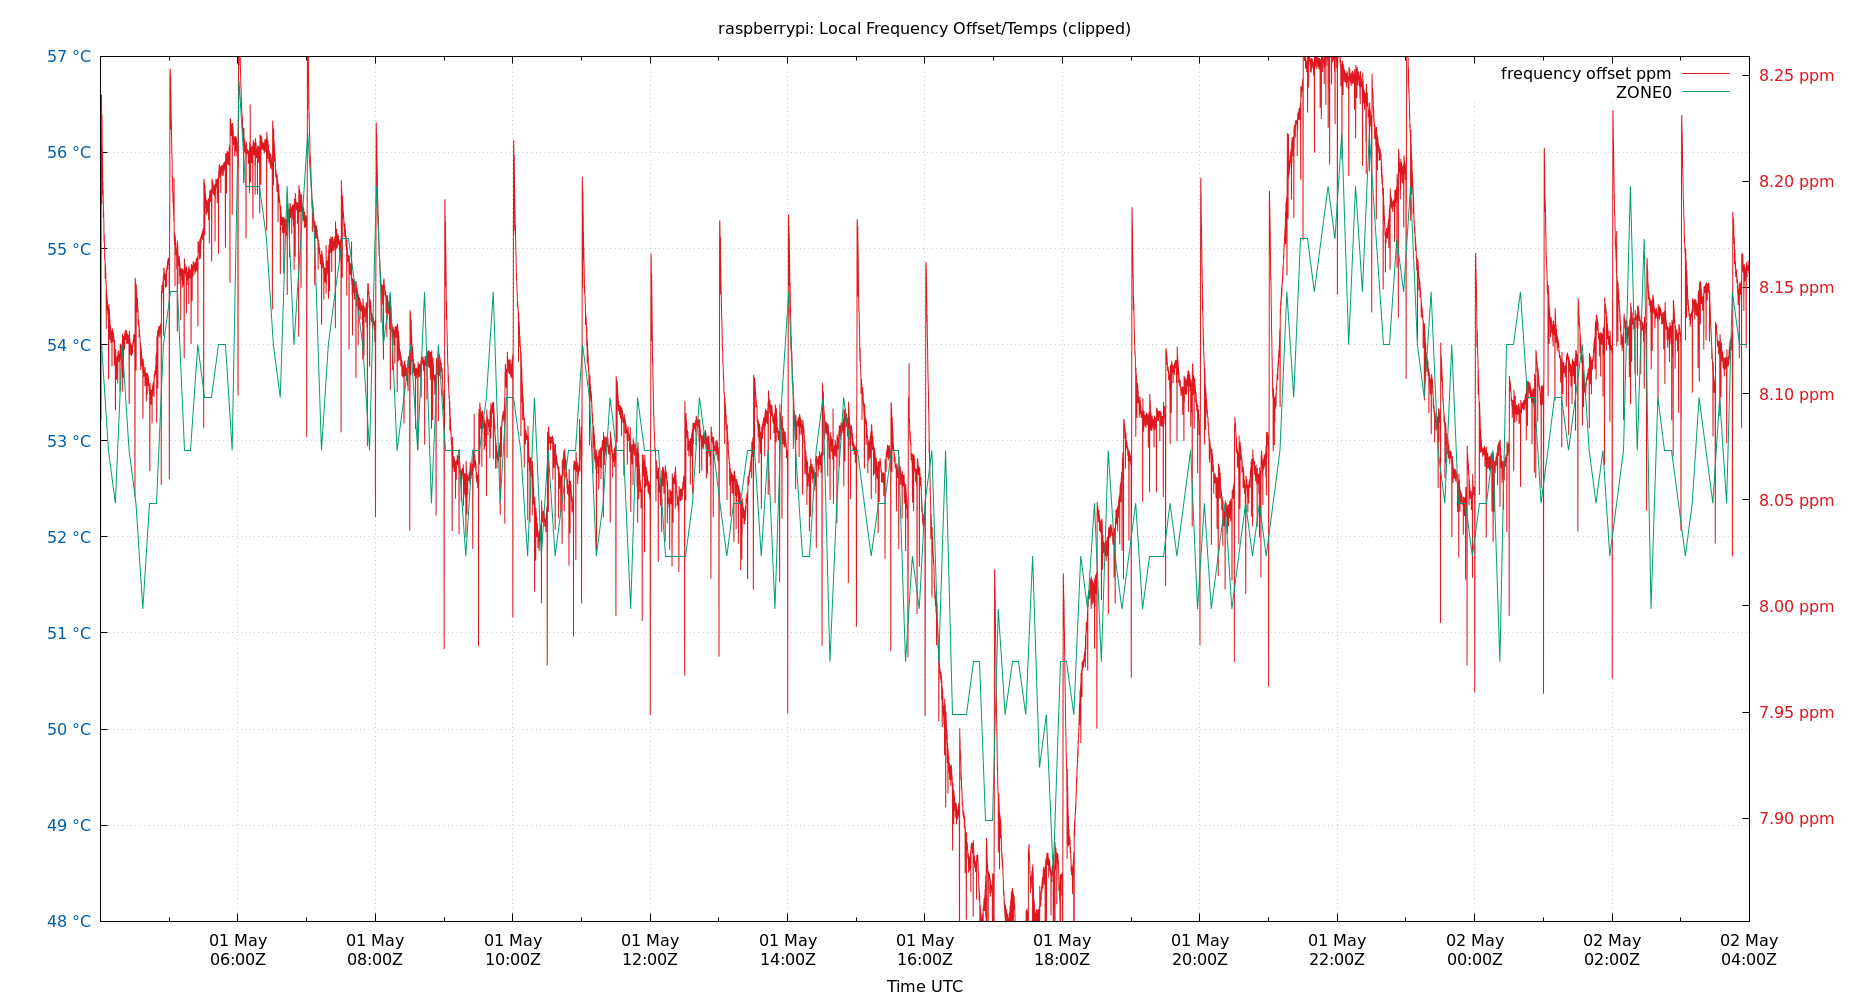 raspberrypi: Local Frequency Offset/Temps (clipped)
57 °C
56 °C
55 °C
54 °C
53 °C
52 °C
51 °C
50 °C
49 °C
48 °C
frequency offset ppm
ZONE0
8.25 ppm
8.20 ppm
8.15 ppm
8.10 ppm
8.05 ppm
8.00 ppm
7.95 ppm
7.90 ppm
01 May 01 May 01 May 01 May 01 May 01 May 01 May 01 May 01 May 02 May 02 May 02 May
06:00Z 08:00Z 10:00Z 12:00Z 14:00Z 16:00Z 18:00Z 20:00Z 22:00Z 00:00Z 02:00Z 04:00Z
Time UTC